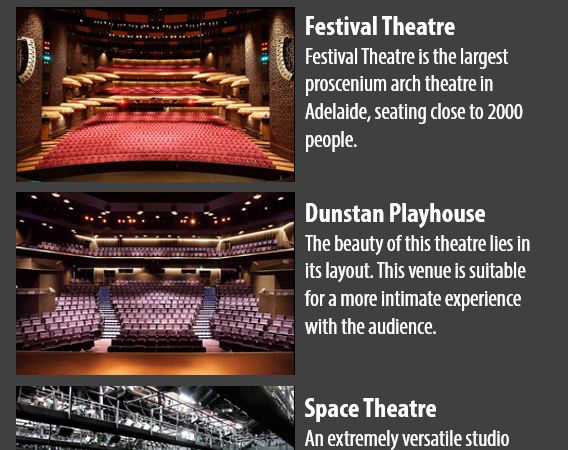 Festival Theatre
Festival Theatre is the largest
proscenium arch theatre in
Adelaide, seating close to 2000
people.
Dunstan Playhouse
The beauty of this theatre lies in
its layout. This venue is suitable
for a more intimate experience
with the audience.
Space Theatre
An extremely versatile studio